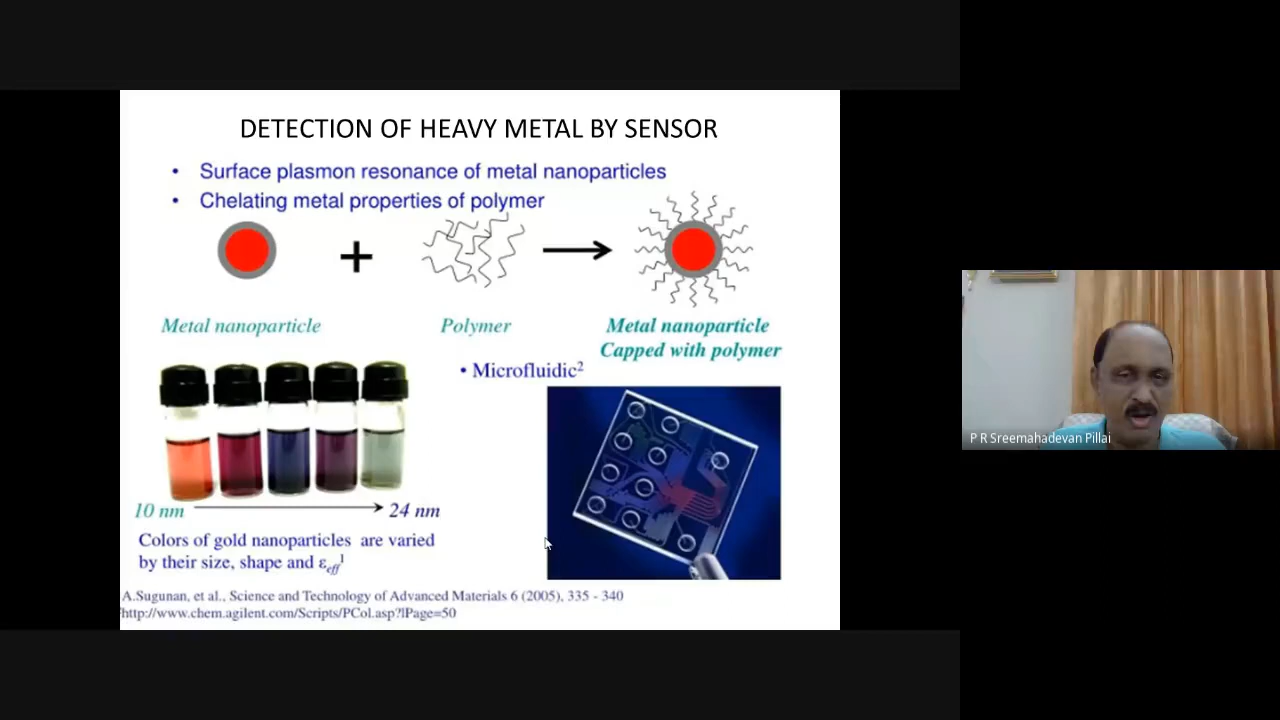 DETECTION OF HEAVY METAL BY SENSOR
• Surface plasmon resonance of metal nanoparticles
• Chelating metal properties of polymer
+
Metal nanoparticle
Polymer
Metal nanoparticle
Capped with polymer
• Microfluidic²
10 nm
24 nm
Colors of gold nanoparticles are varied
by their size, shape and εeff¹
A.Sugunan, et al., Science and Technology of Advanced Materials 6 (2005), 335 - 340
http://www.chem.agilent.com/Scripts/PCol.asp?lPage=50
P R Sreemahadevan Pillai